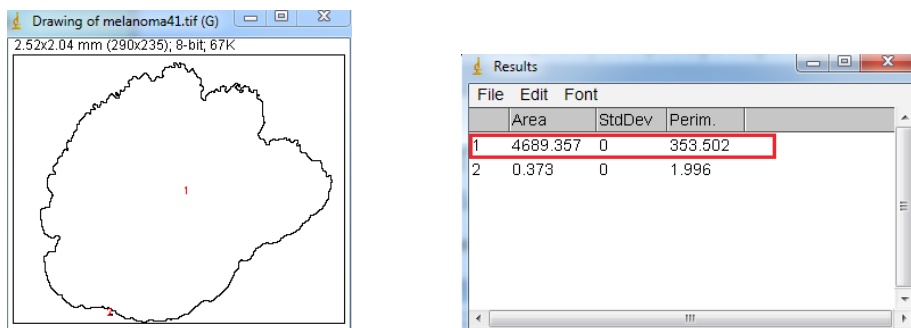 Drawing of melanoma41.tif (G)
2.52x2.04 mm (290x235); 8-bit; 67K
1
2
Results
File Edit Font
Area StdDev Perim.
1 4689.357 0 353.502
2 0.373 0 1.996